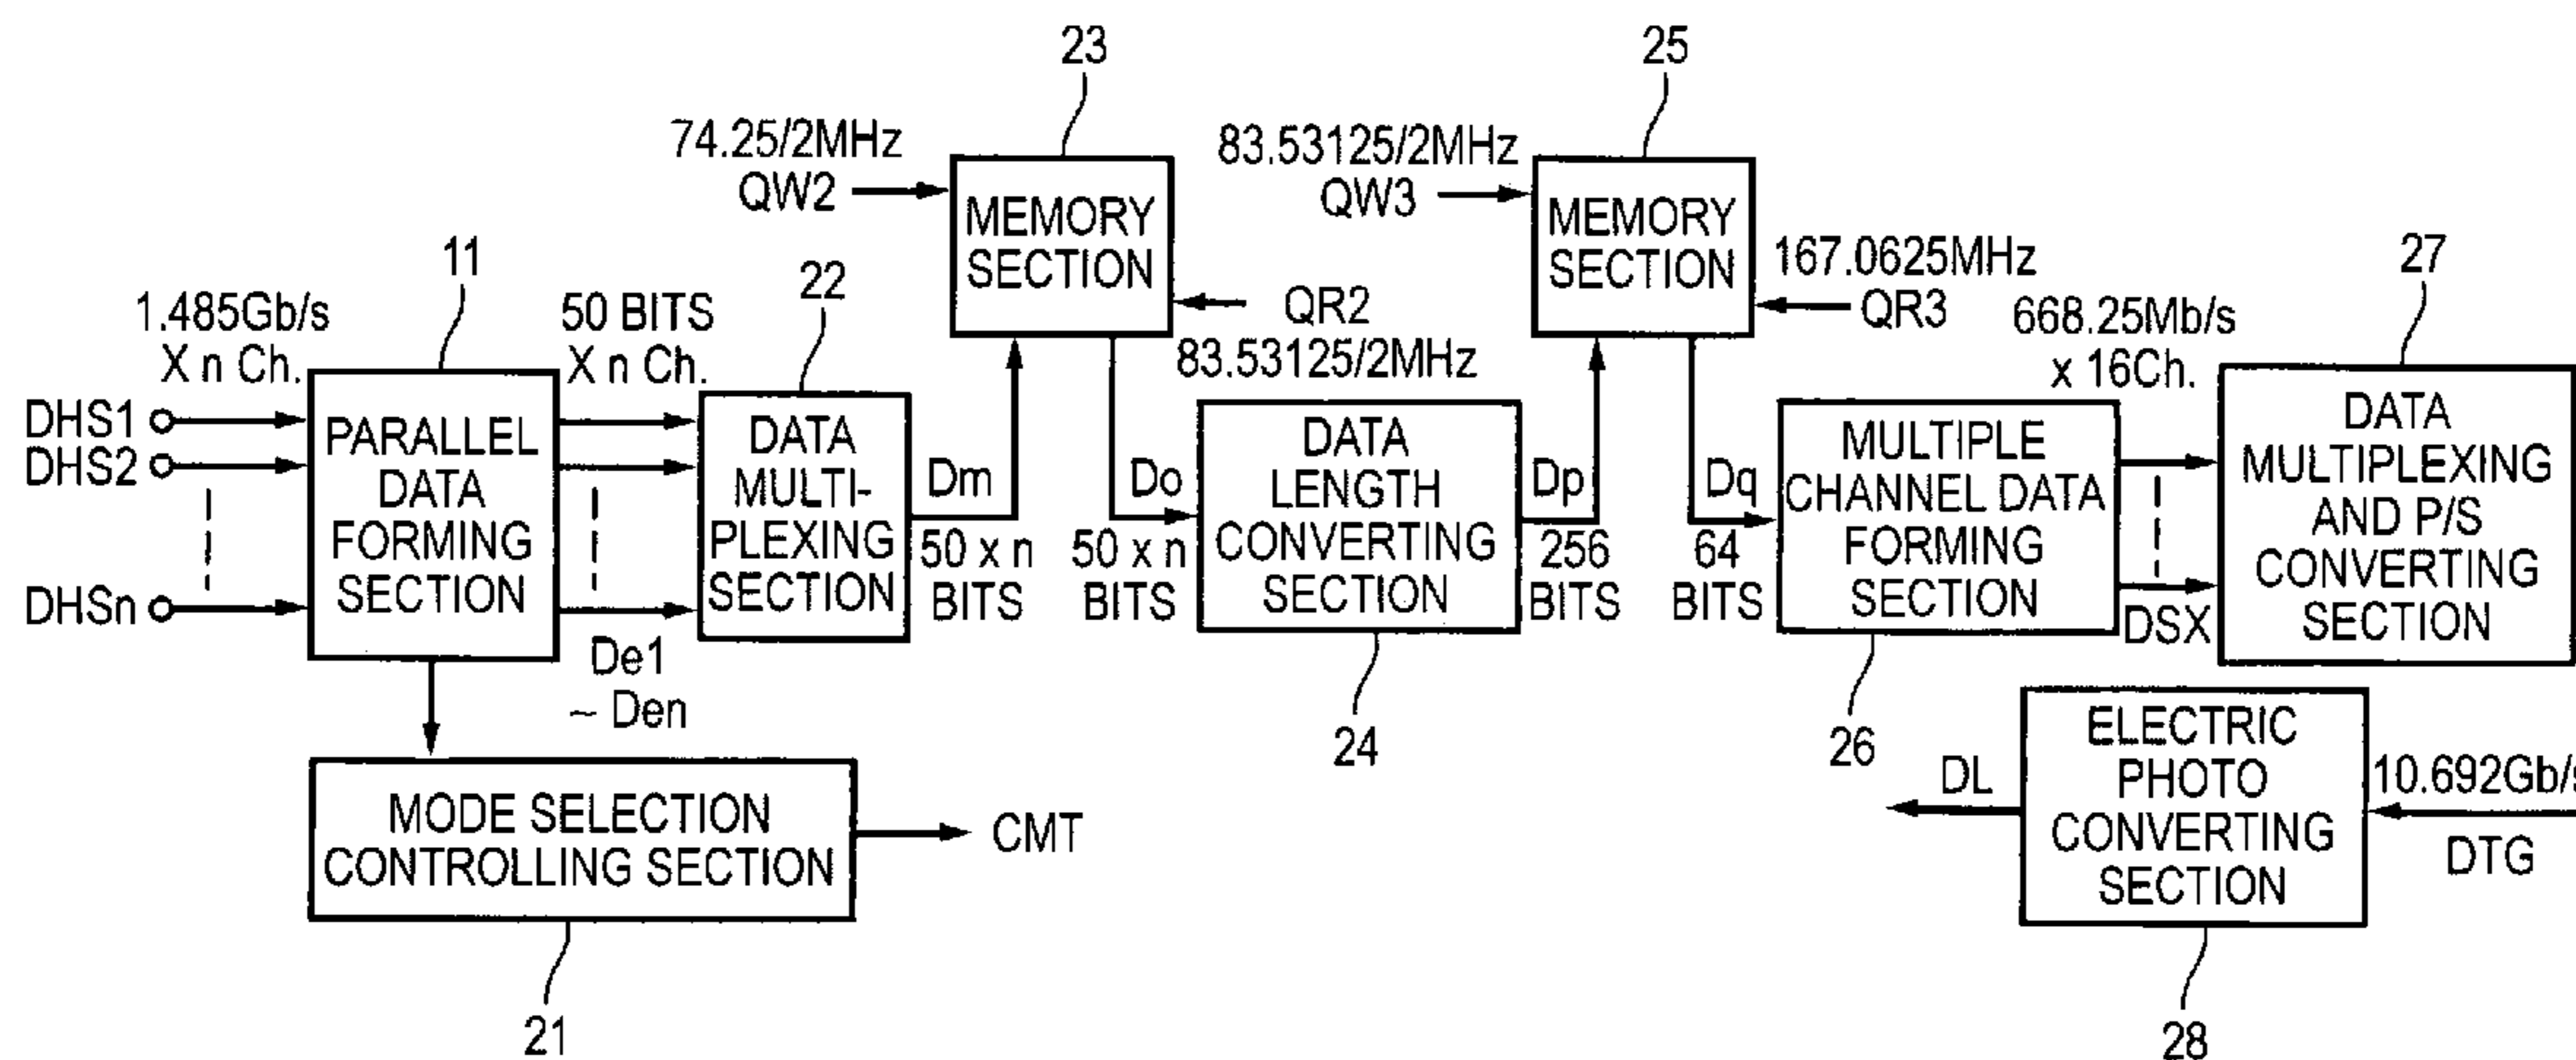 23
25
74.25/2MHz
QW2
83.53125/2MHz
QW3
MEMORY
SECTION
MEMORY
SECTION
11
22
27
167.0625MHz
QR3
QR2
83.53125/2MHz
1.485Gb/s
X n Ch.
50 BITS
X n Ch.
668.25Mb/s
x 16Ch.
DHS1
DHS2
DHSn
PARALLEL
DATA
FORMING
SECTION
DATA
MULTI-
PLEXING
SECTION
Dm
50 x n
BITS
Do
50 x n
BITS
DATA
LENGTH
CONVERTING
SECTION
Dp
256
BITS
Dq
64
BITS
MULTIPLE
CHANNEL DATA
FORMING
SECTION
DSX
DATA
MULTIPLEXING
AND P/S
CONVERTING
SECTION
De1
~ Den
24
26
MODE SELECTION
CONTROLLING SECTION
CMT
21
DL
ELECTRIC
PHOTO
CONVERTING
SECTION
10.692Gb/s
DTG
28